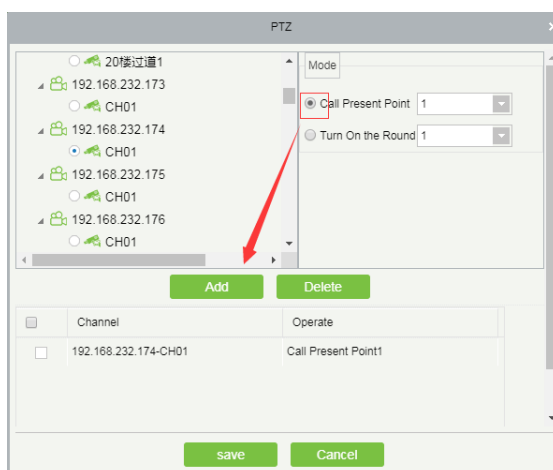 PTZ
20楼过道1
192.168.232.173
CH01
192.168.232.174
CH01
192.168.232.175
CH01
192.168.232.176
CH01
Mode
Call Present Point 1
Turn On the Round 1
Add Delete
Channel Operate
192.168.232.174-CH01 Call Present Point1
save Cancel